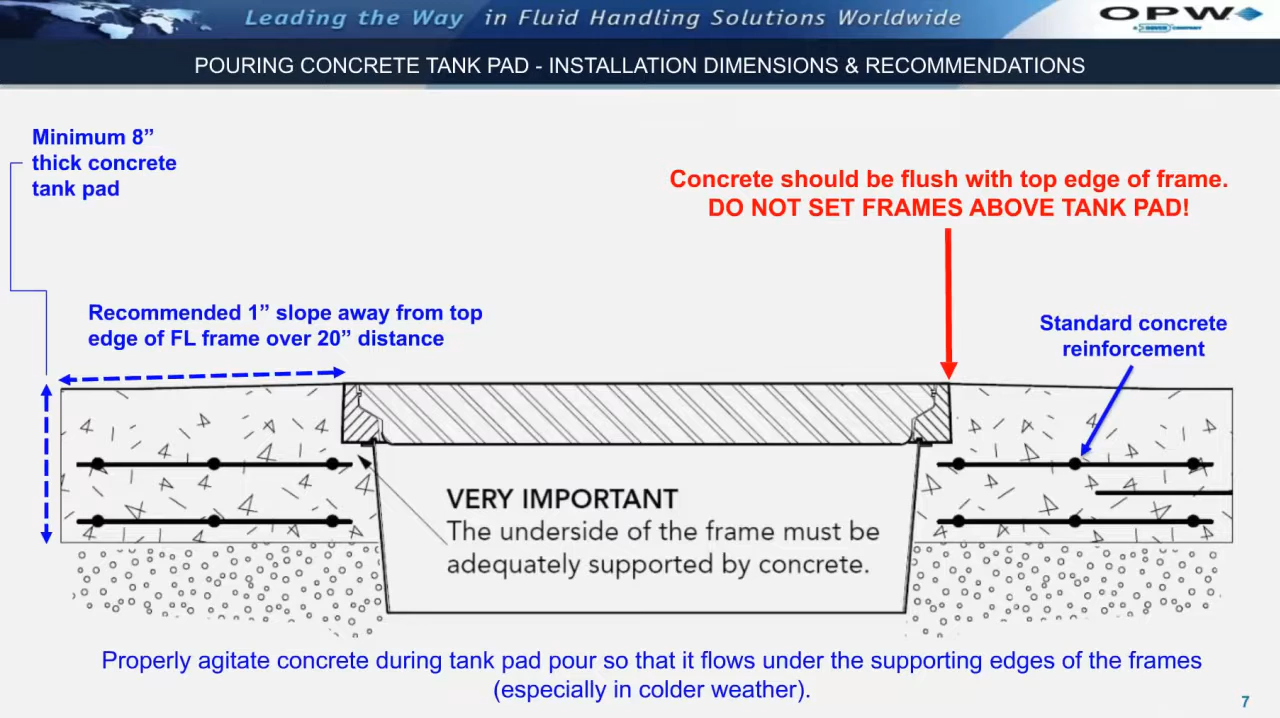 Leading the Way in Fluid Handling Solutions Worldwide
OPW
POURING CONCRETE TANK PAD - INSTALLATION DIMENSIONS & RECOMMENDATIONS
Minimum 8”
thick concrete
tank pad
Concrete should be flush with top edge of frame.
DO NOT SET FRAMES ABOVE TANK PAD!
Recommended 1” slope away from top
edge of FL frame over 20” distance
Standard concrete
reinforcement
VERY IMPORTANT
The underside of the frame must be
adequately supported by concrete.
Properly agitate concrete during tank pad pour so that it flows under the supporting edges of the frames
(especially in colder weather).
7